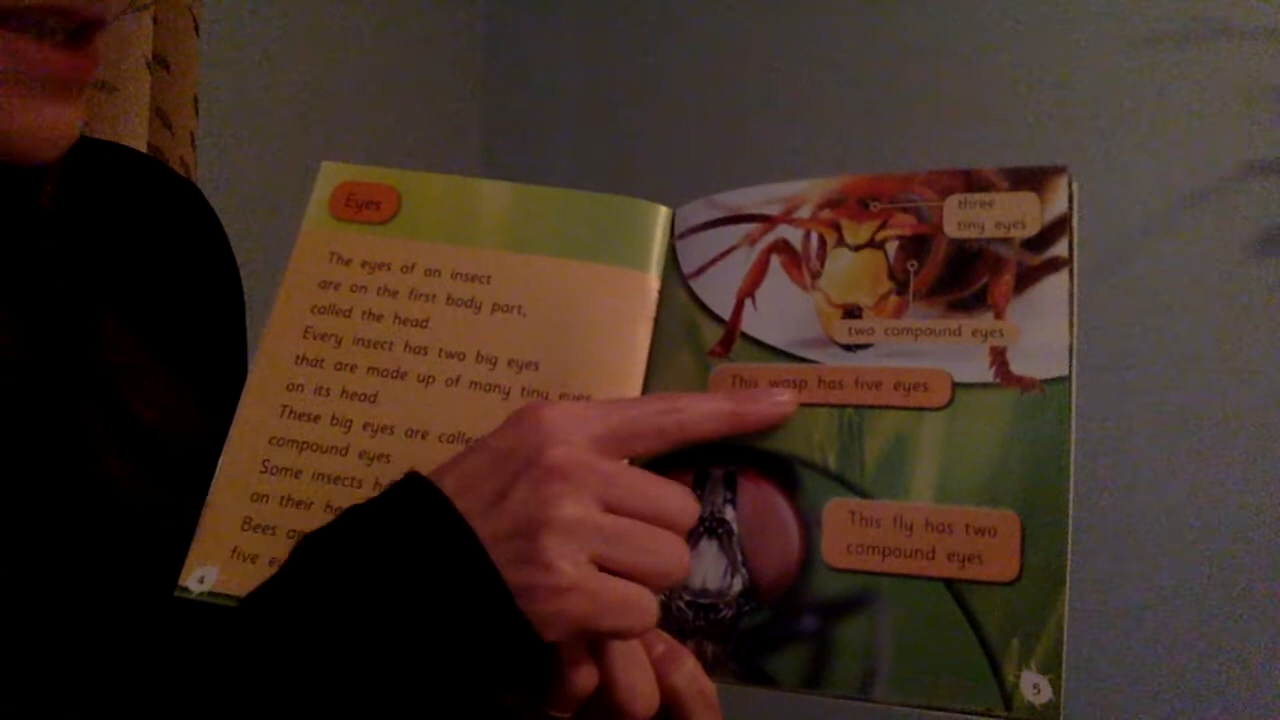 Eyes
The eyes of an insect
are on the first body part,
called the head.
Every insect has two big eyes
that are made up of many tiny eyes
on its head.
These big eyes are called
compound eyes.
Some insects
on their
Bees
five
4
three
tiny eyes
two compound eyes
This wasp has five eyes.
This fly has two
compound eyes
5